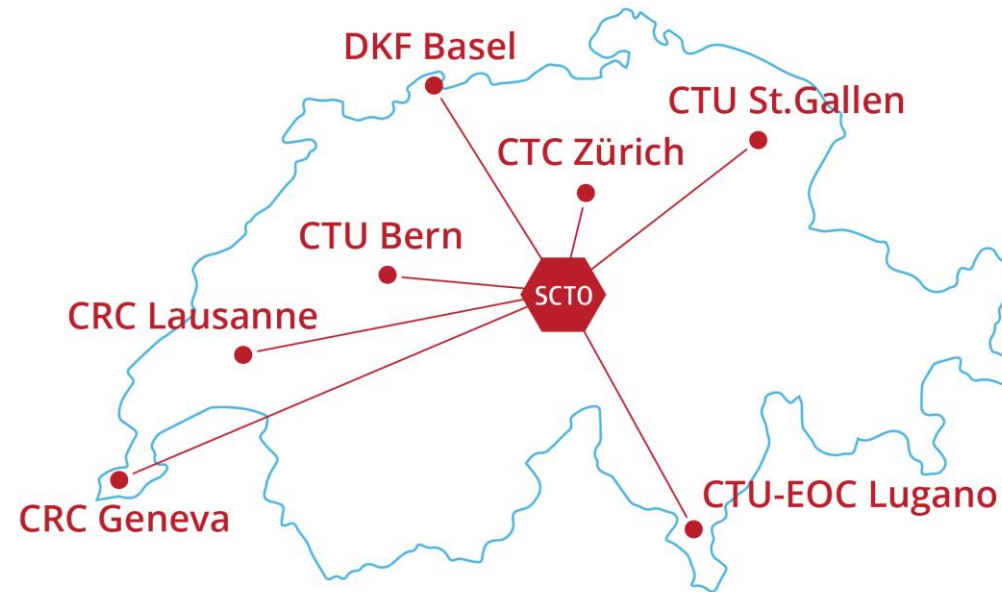 DKF Basel
CTU St.Gallen
CTC Zürich
CTU Bern
SCTO
CRC Lausanne
CTU-EOC Lugano
CRC Geneva